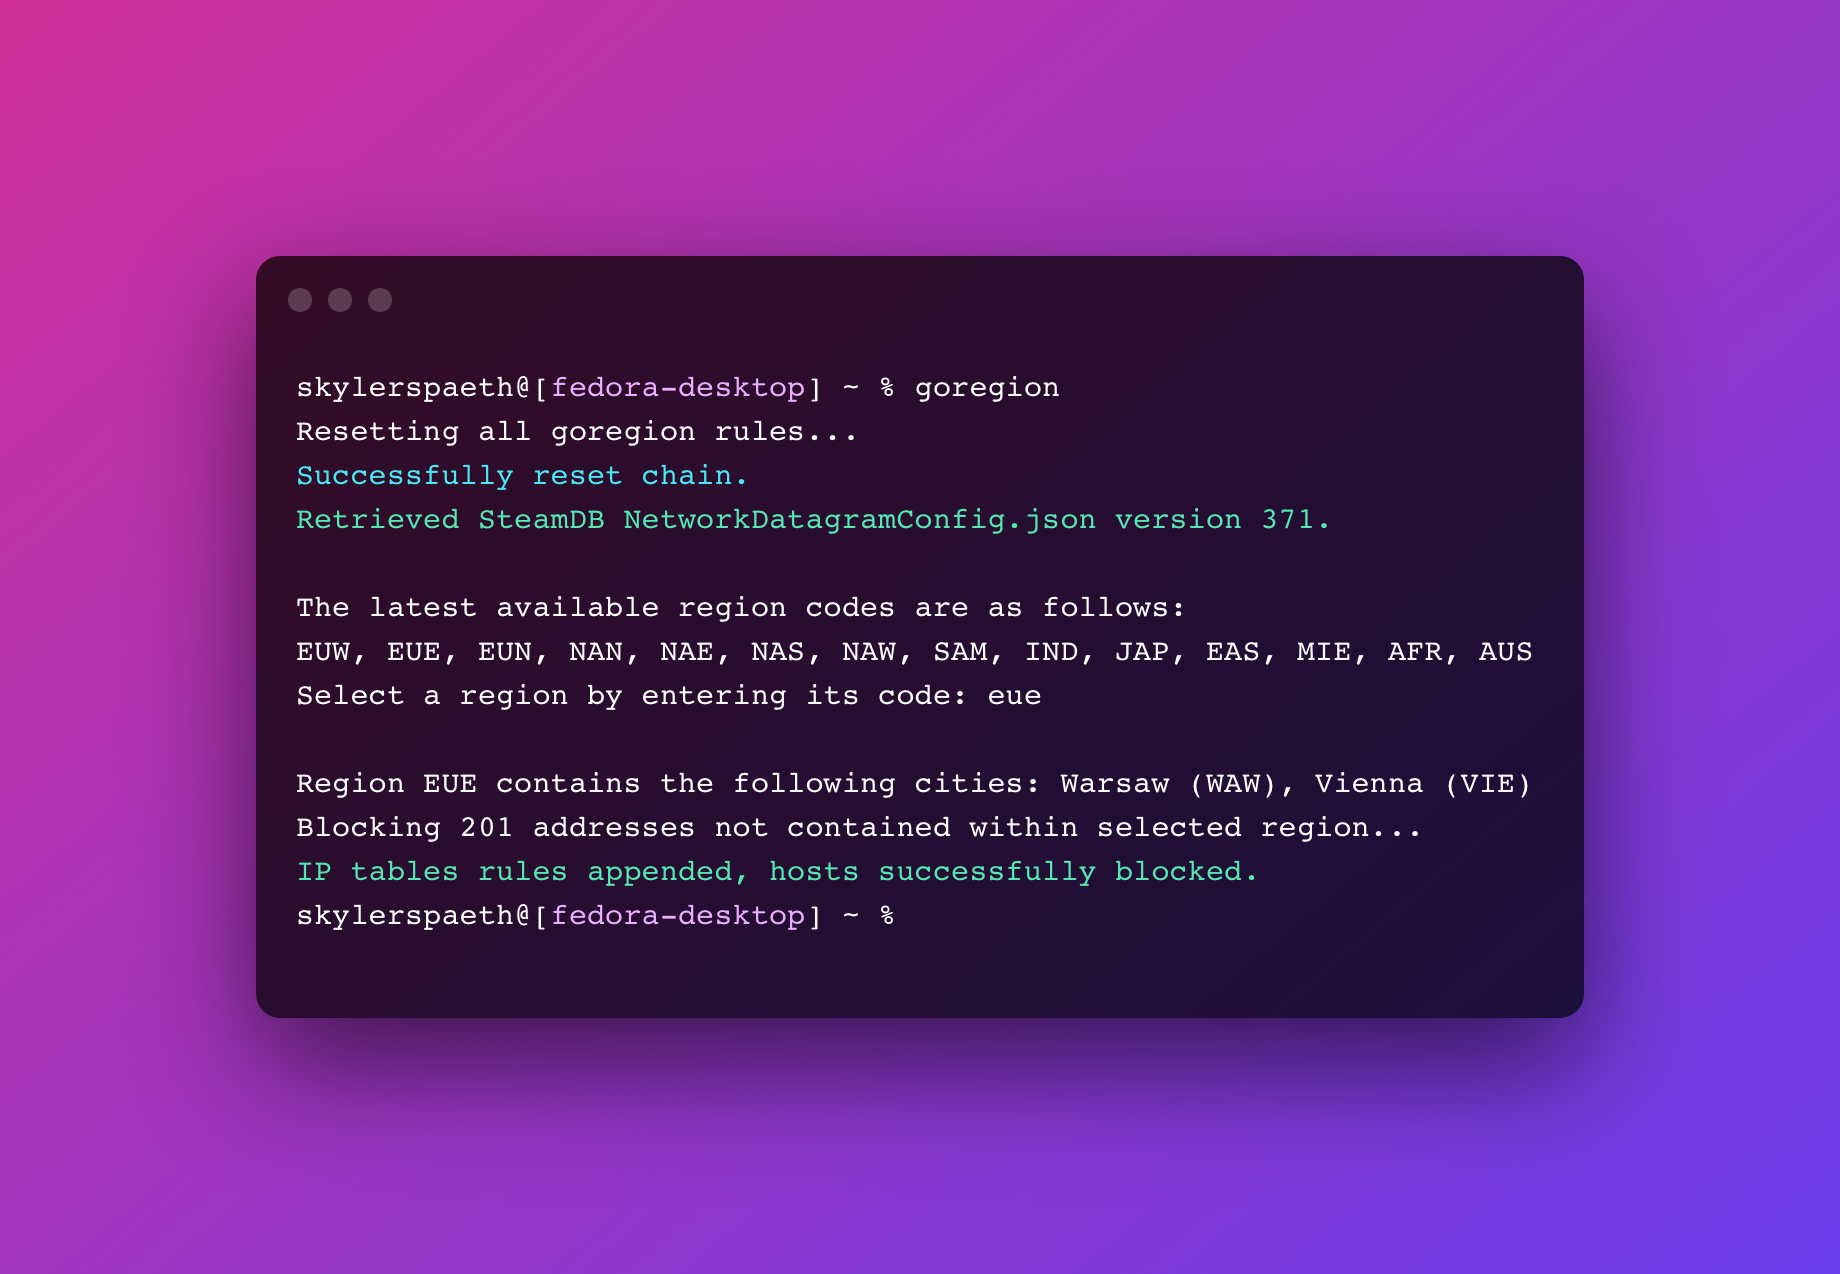 skylerspaeth@[fedora-desktop] ~ % goregion
Resetting all goregion rules...
Successfully reset chain.
Retrieved SteamDB NetworkDatagramConfig.json version 371.
The latest available region codes are as follows:
EUW, EUE, EUN, NAN, NAE, NAS, NAW, SAM, IND, JAP, EAS, MIE, AFR, AUS
Select a region by entering its code: eue
Region EUE contains the following cities: Warsaw (WAW), Vienna (VIE)
Blocking 201 addresses not contained within selected region...
IP tables rules appended, hosts successfully blocked.
skylerspaeth@[fedora-desktop] ~ %